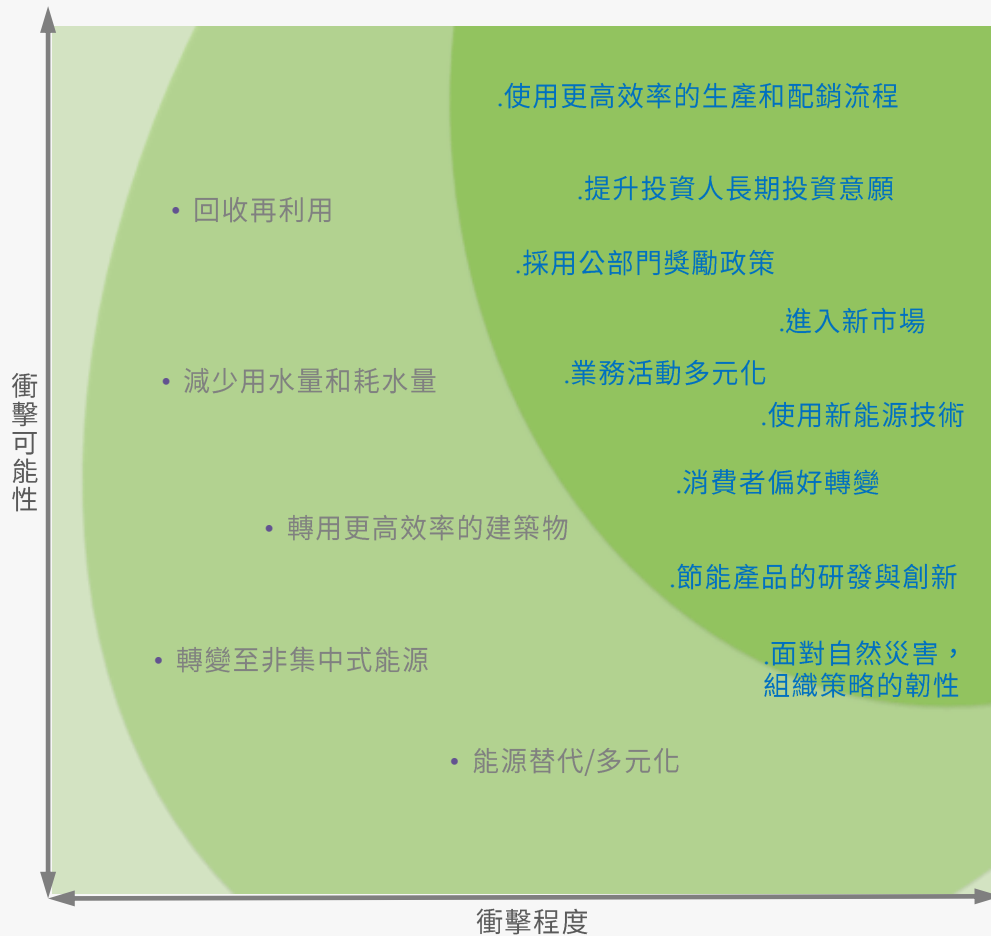 .使用更高效率的生產和配銷流程
.提升投資人長期投資意願
• 回收再利用
.採用公部門獎勵政策
.進入新市場
.業務活動多元化
• 減少用水量和耗水量
.使用新能源技術
衝擊可能性
.消費者偏好轉變
• 轉用更高效率的建築物
.節能產品的研發與創新
.面對自然災害，
組織策略的韌性
• 轉變至非集中式能源
• 能源替代/多元化
衝擊程度